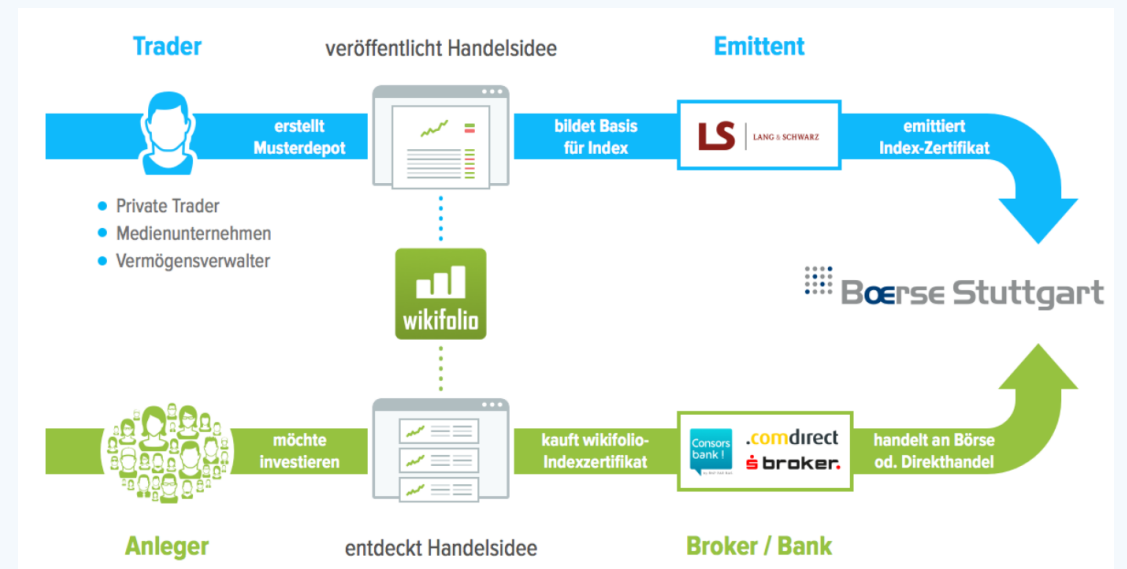 Trader
veröffentlicht Handelsidee
Emittent
erstellt
Musterdepot
bildet Basis
für Index
LS
LANG & SCHWARZ
emittiert
Index-Zertifikat
Private Trader
Medienunternehmen
Vermögensverwalter
wikifolio
Bœrse Stuttgart
möchte
investieren
kauft wikifolio-
Indexzertifikat
Consors
bank!
.comdirect
broker.
handelt an Börse
od. Direkthandel
Anleger
entdeckt Handelsidee
Broker / Bank